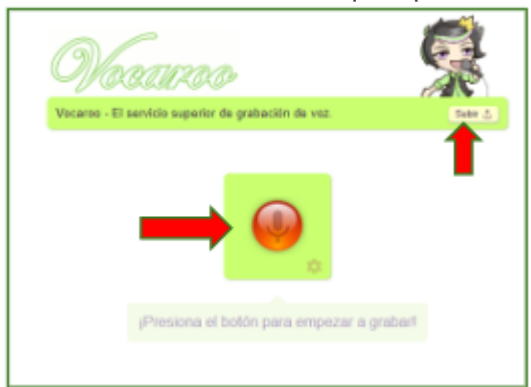 Vocaroo
Vocaroo - El servicio superior de grabación de voz.
Subir
¡Presiona el botón para empezar a grabar!